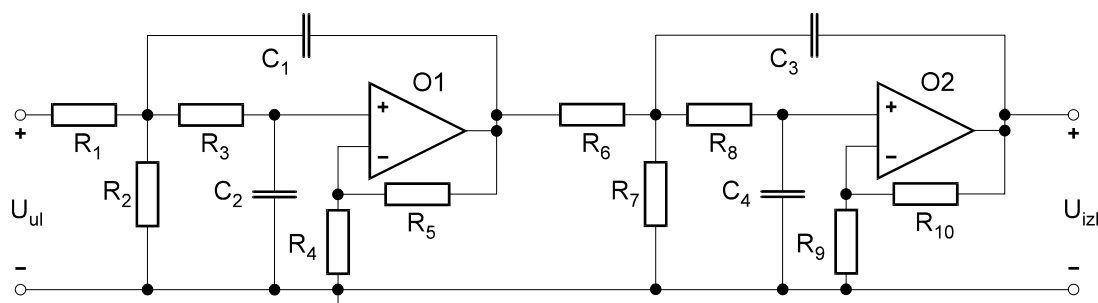 C1 O1 C3 O2
+ + + +
R1 R3 - R6 R8 -
R2 C2 R5 R7 C4 R10
Uul R4 R9 Uizl
- -